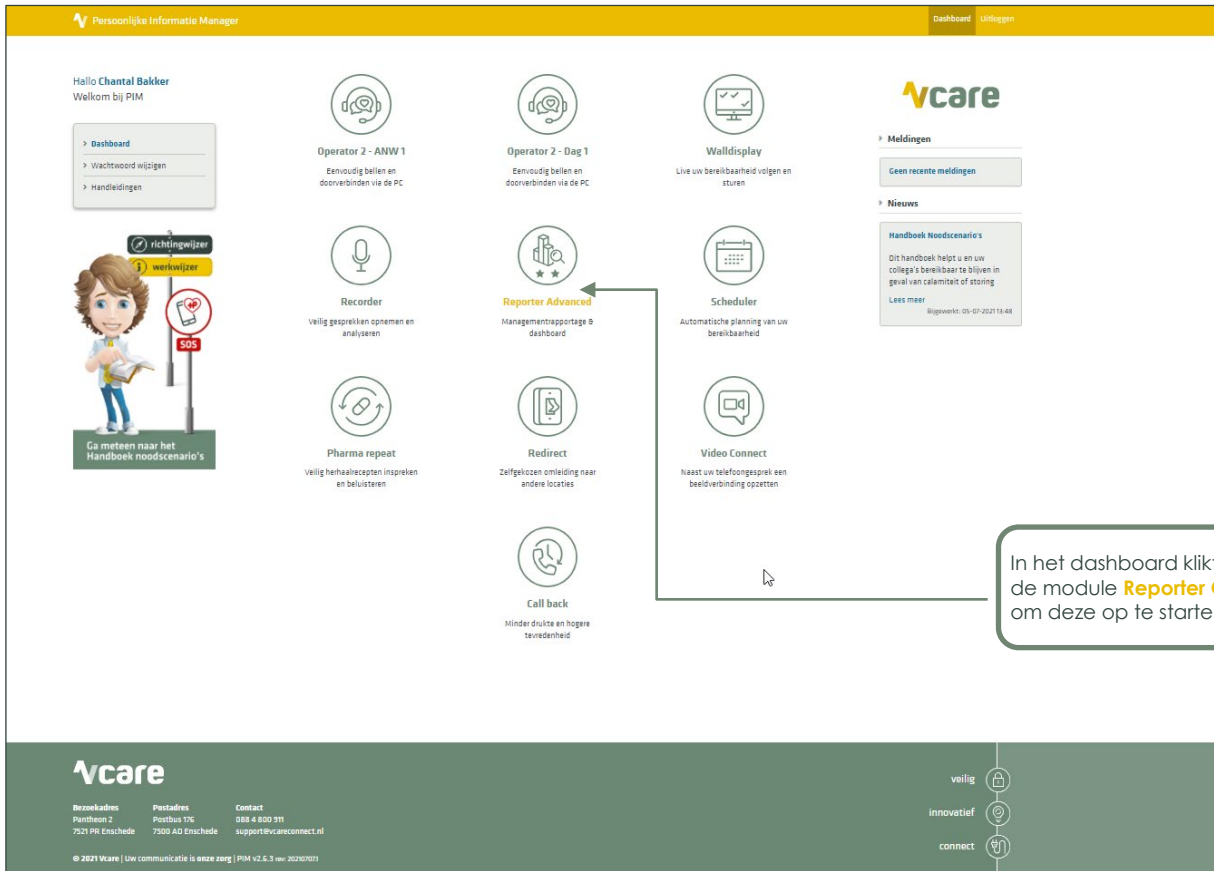 Persoonlijke Informatie Manager
Dashboard Uitloggen
Hallo Chantal Bakker
Welkom bij PIM
> Dashboard
> Wachtwoord wijzigen
> Handleidingen
richtingwijzer
werkwijzer
SOS
Ga meteen naar het
Handboek noodscenario's
Operator 2 - ANW 1
Eenvoudig bellen en
doorverbinden via de PC
Operator 2 - Dag 1
Eenvoudig bellen en
doorverbinden via de PC
Walldisplay
Live uw bereikbaarheid volgen en
sturen
Recorder
Veilig gesprekken opnemen en
analyseren
Reporter Advanced
Managementrapportage &
dashboard
Scheduler
Automatische planning van uw
bereikbaarheid
Pharma repeat
Veilig herhaalrecepten inspreken
en beluisteren
Redirect
Zelfgekozen omleiding naar
andere locaties
Video Connect
Naast uw telefoongesprek een
beeldverbinding opzetten
Call back
Minder drukte en hogere
tevredenheid
vcare
Meldingen
Geen recente meldingen
Nieuws
Handboek Noodscenario's
Dit handboek helpt u en uw
collega's bereikbaar te blijven in
geval van calamiteit of storing
Lees meer
Bijgewerkt: 05-07-2021 13:48
In het dashboard klik
de module Reporter
om deze op te starte
vcare
Bezoekadres
Pantheon 2
7521 PR Enschede
Postadres
Postbus 176
7500 AD Enschede
Contact
088 4 800 911
support@vcareconnect.nl
© 2021 Vcare | Uw communicatie is onze zorg | PIM v2.6.3 rev: 20210707.1
veilig
innovatief
connect